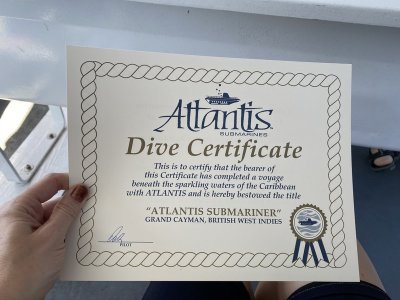 Atlantis
SUBMARINES
Dive Certificate
This is to certify that the bearer of
this Certificate has completed a voyage
beneath the sparkling waters of the Caribbean
with ATLANTIS and is hereby bestowed the title
"ATLANTIS SUBMARINER"
GRAND CAYMAN, BRITISH WEST INDIES
PILOT